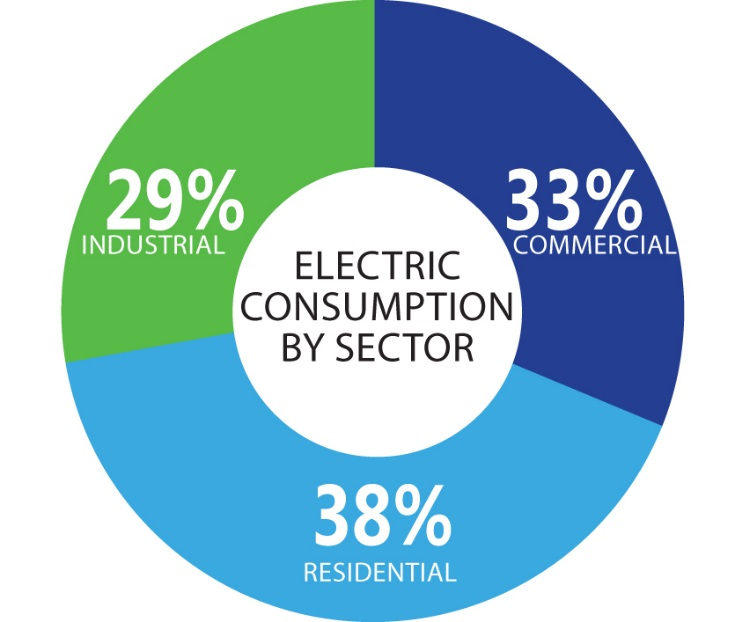 29%
INDUSTRIAL
33%
COMMERCIAL
ELECTRIC
CONSUMPTION
BY SECTOR
38%
RESIDENTIAL